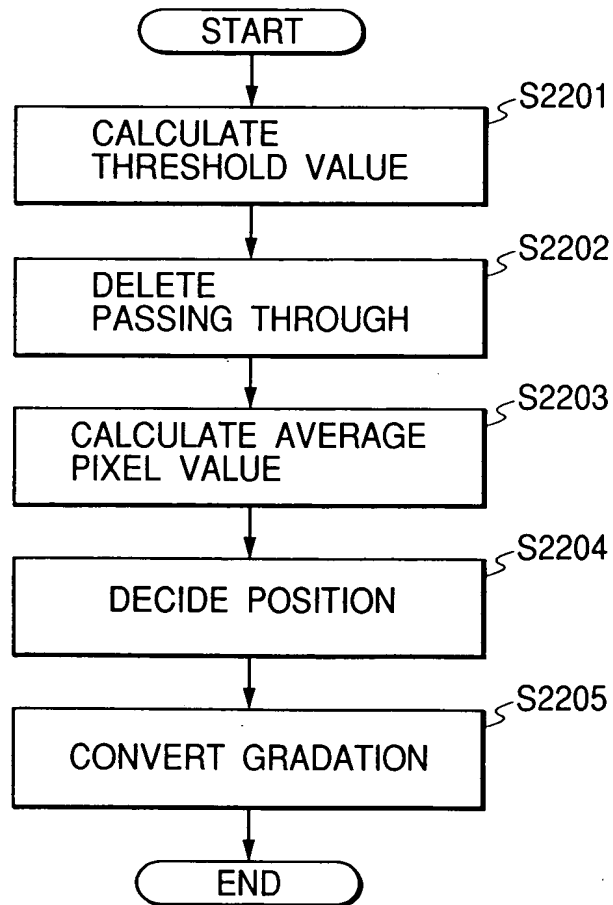 START
S2201
CALCULATE
THRESHOLD VALUE
S2202
DELETE
PASSING THROUGH
S2203
CALCULATE AVERAGE
PIXEL VALUE
S2204
DECIDE POSITION
S2205
CONVERT GRADATION
END